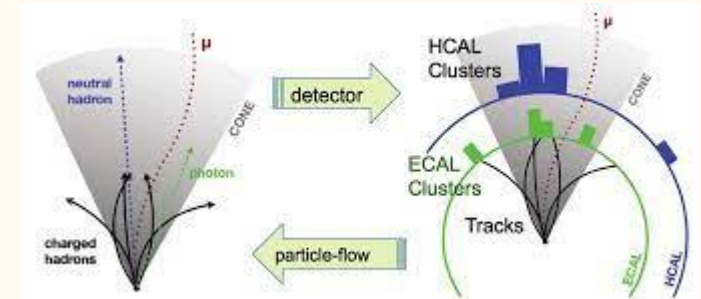 μ
neutral
hadron
CONE
photon
charged
hadrons
detector
particle-flow
μ
HCAL
Clusters
CONE
ECAL
Clusters
Tracks
ECAL
HCAL